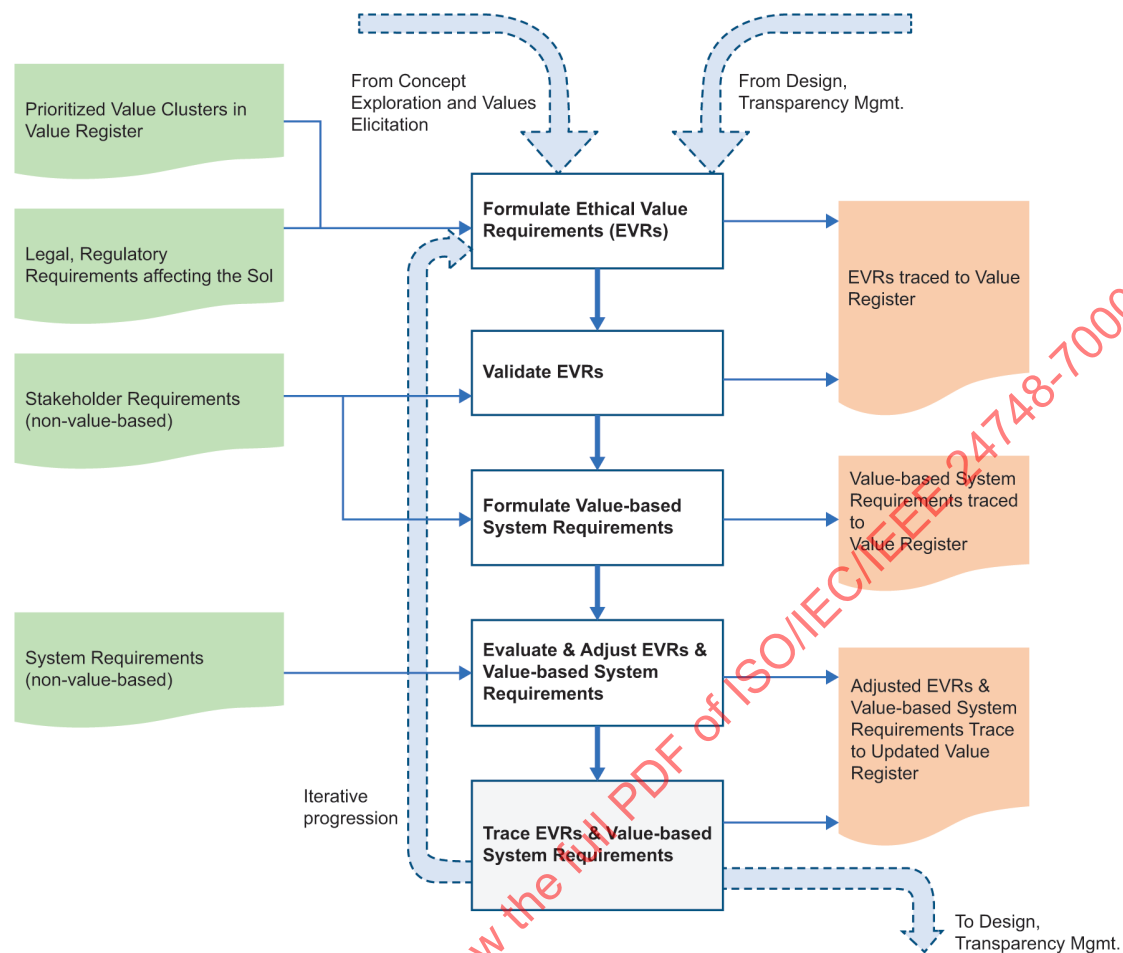 From Concept
Exploration and Values
Elicitation
From Design,
Transparency Mgmt.
Prioritized Value Clusters in
Value Register
Legal, Regulatory
Requirements affecting the SoI
Stakeholder Requirements
(non-value-based)
System Requirements
(non-value-based)
Formulate Ethical Value
Requirements (EVRs)
Validate EVRs
Formulate Value-based
System Requirements
Evaluate & Adjust EVRs &
Value-based System
Requirements
Trace EVRs & Value-based
System Requirements
Iterative
progression
EVRs traced to Value
Register
Value-based System
Requirements traced
to
Value Register
Adjusted EVRs &
Value-based System
Requirements Trace
to Updated Value
Register
To Design,
Transparency Mgmt.
w the full PDF of ISO/IEC/IEEE 24748-7000